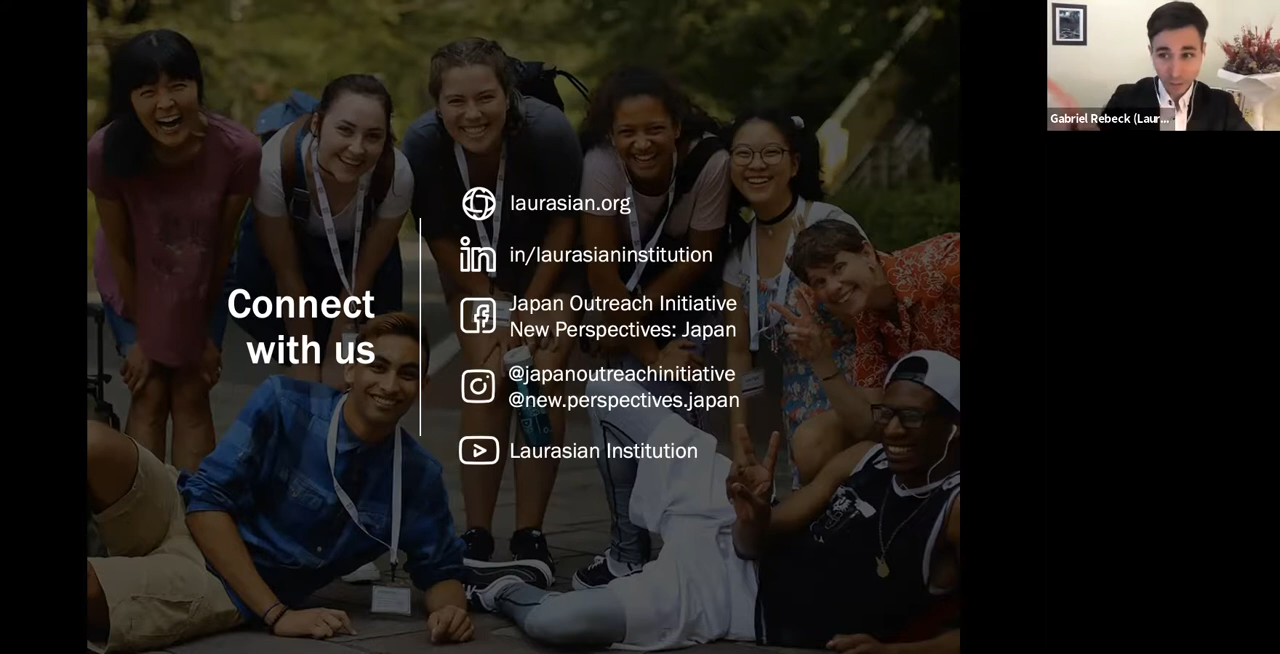 Gabriel Rebeck (Laur...
laurasian.org
in/laurasianinstitution
Connect
with us
Japan Outreach Initiative
New Perspectives: Japan
@japanoutreachinitiative
@new.perspectives.japan
Laurasian Institution